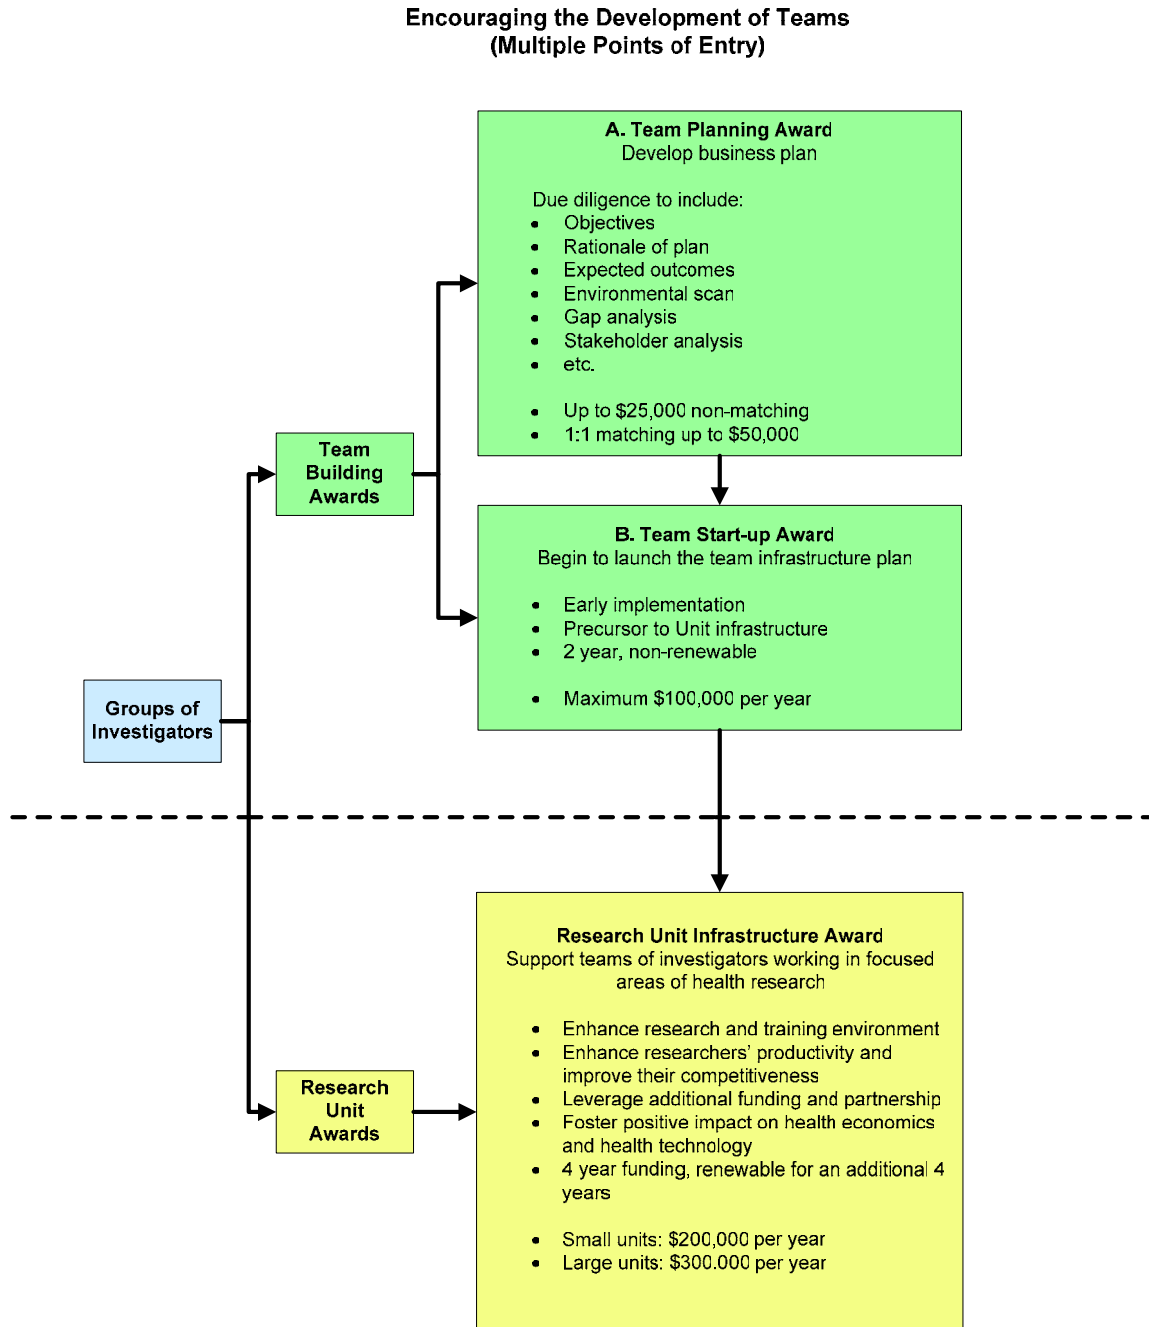 Encouraging the Development of Teams
(Multiple Points of Entry)
A. Team Planning Award
Develop business plan
Due diligence to include:
• Objectives
• Rationale of plan
• Expected outcomes
• Environmental scan
• Gap analysis
• Stakeholder analysis
• etc.
• Up to $25,000 non-matching
• 1:1 matching up to $50,000
Team
Building
Awards
B. Team Start-up Award
Begin to launch the team infrastructure plan
• Early implementation
• Precursor to Unit infrastructure
• 2 year, non-renewable
• Maximum $100,000 per year
Groups of
Investigators
Research Unit Infrastructure Award
Support teams of investigators working in focused
areas of health research
• Enhance research and training environment
• Enhance researchers’ productivity and
improve their competitiveness
• Leverage additional funding and partnership
• Foster positive impact on health economics
and health technology
• 4 year funding, renewable for an additional 4
years
• Small units: $200,000 per year
• Large units: $300.000 per year
Research
Unit
Awards